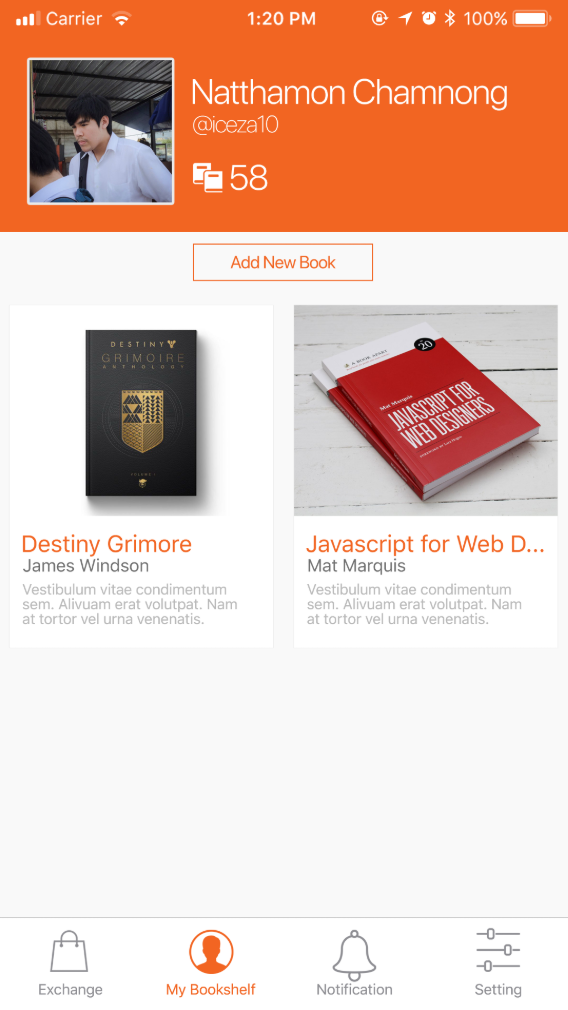 Carrier 1:20 PM 100%
Natthamon Chamnong
@iceza10
58
Add New Book
DESTINY
GRIMOIRE
ANTHOLOGY
VOLUME I
A BOOK APART
20
Mat Marquis
JAVASCRIPT FOR
WEB DESIGNERS
Destiny Grimore
James Windson
Vestibulum vitae condimentum
sem. Alivuam erat volutpat. Nam
at tortor vel urna venenatis.
Javascript for Web D...
Mat Marquis
Vestibulum vitae condimentum
sem. Alivuam erat volutpat. Nam
at tortor vel urna venenatis.
Exchange
My Bookshelf
Notification
Setting